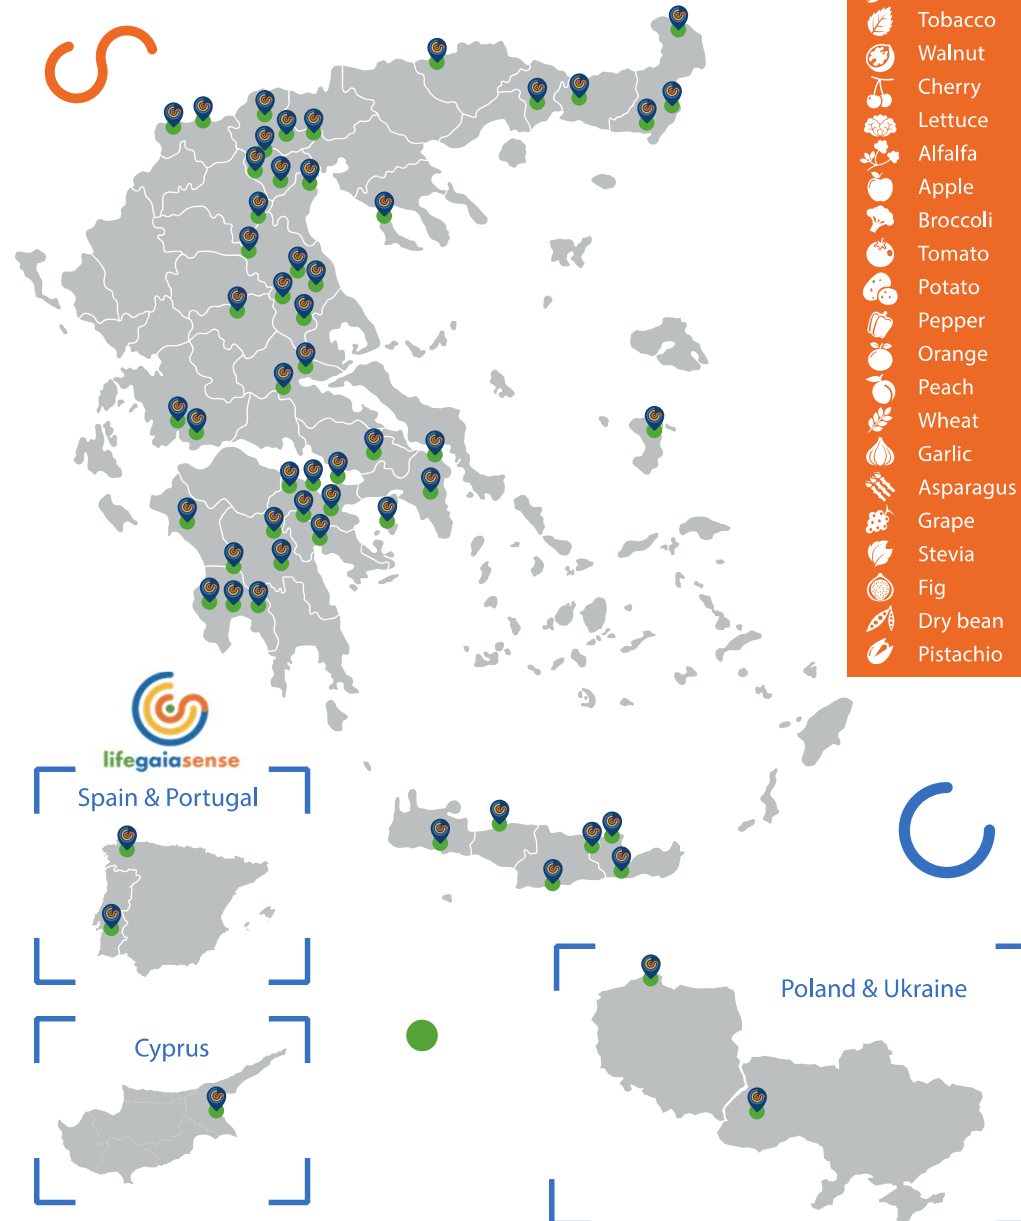 Tobacco
Walnut
Cherry
Lettuce
Alfalfa
Apple
Broccoli
Tomato
Potato
Pepper
Orange
Peach
Wheat
Garlic
Asparagus
Grape
Stevia
Fig
Dry bean
Pistachio
lifegaiasense
Spain & Portugal
Poland & Ukraine
Cyprus